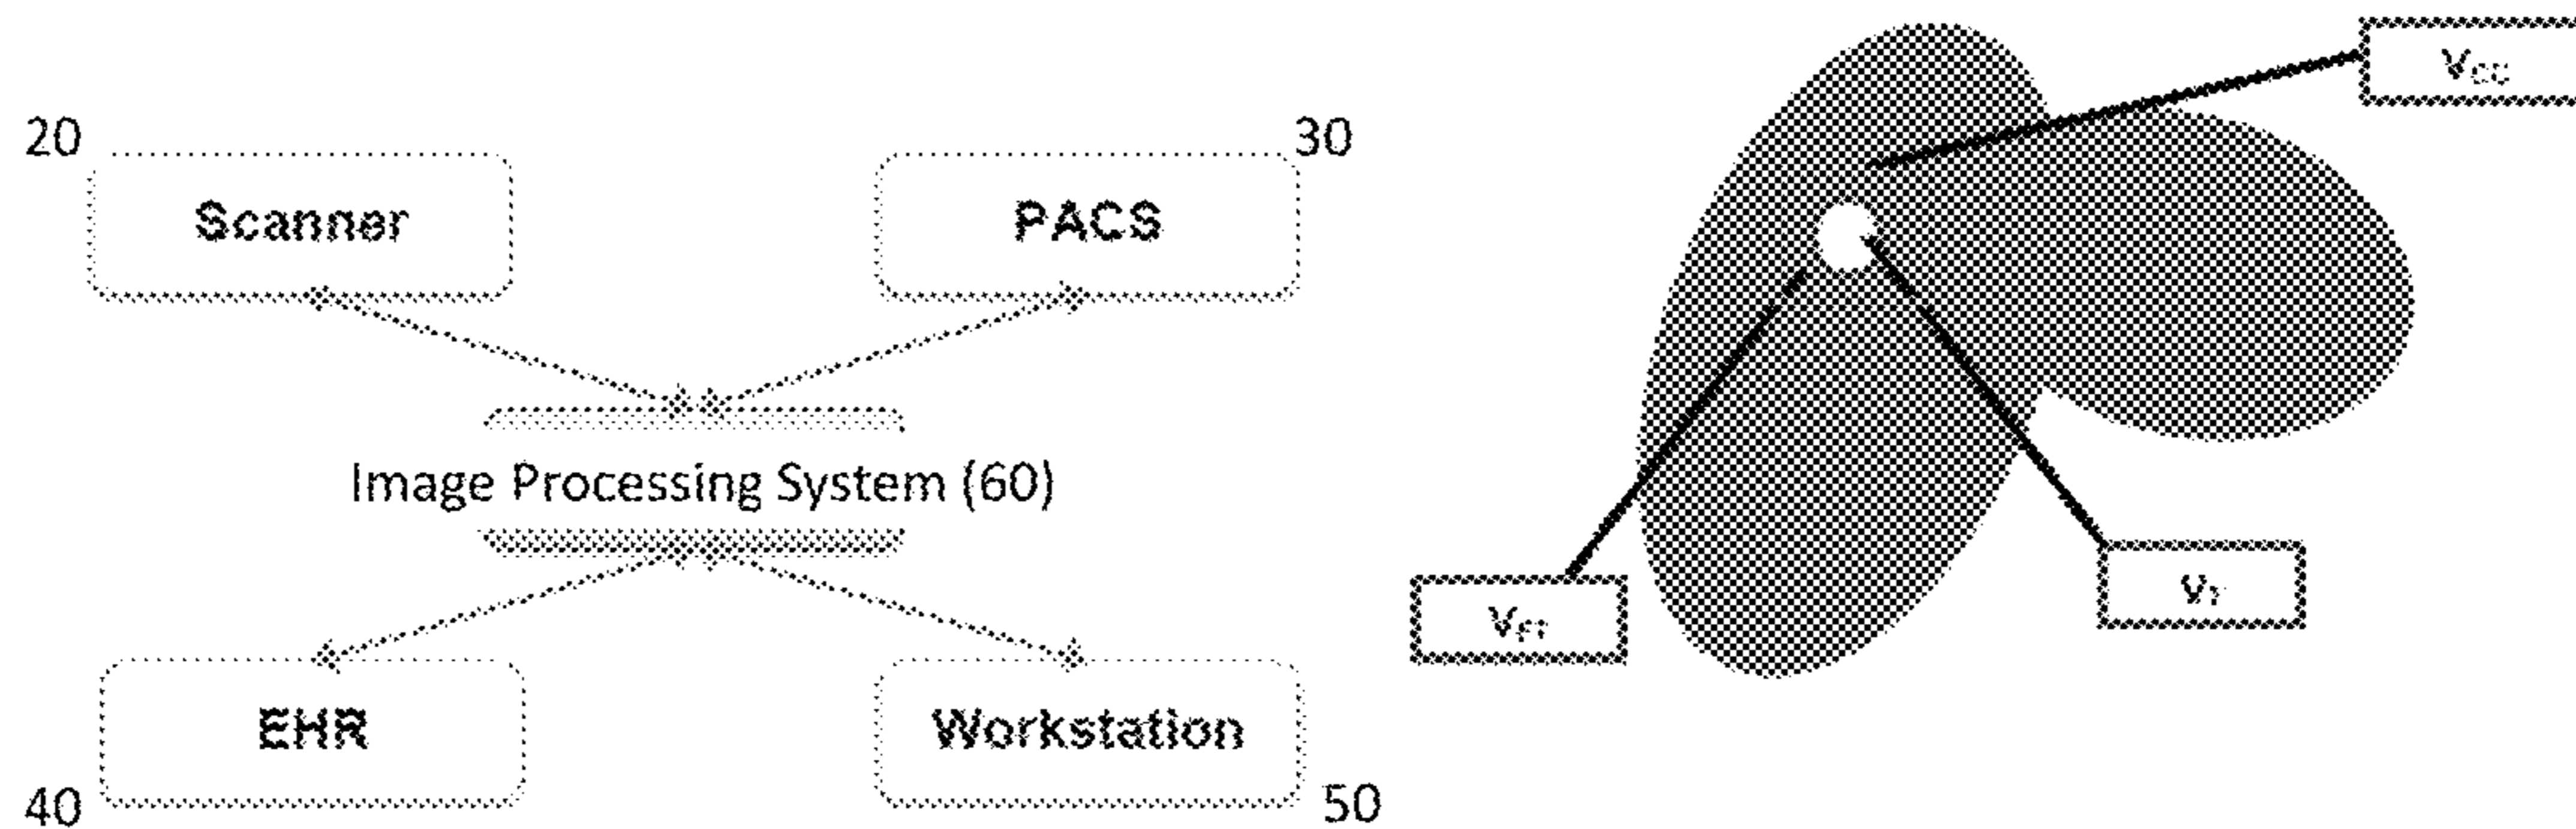 20
30
Scanner
PACS
Image Processing System (60)
EHR
Workstation
40
50